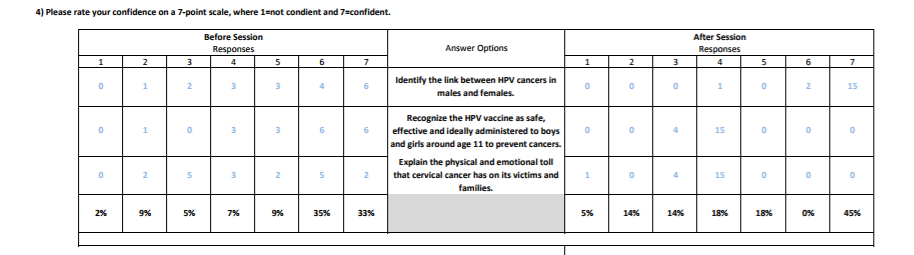 4) Please rate your confidence on a 7-point scale, where 1=not condient and 7=confident.
Before Session After Session
Responses Answer Options Responses
1 2 3 4 5 6 7 1 2 3 4 5 6 7
0 1 2 3 3 4 6 Identify the link between HPV cancers in males and females. 0 0 0 1 0 2 15
0 1 0 3 3 6 6 Recognize the HPV vaccine as safe, effective and ideally administered to boys and girls around age 11 to prevent cancers. 0 0 4 15 0 0 0
0 2 5 3 2 5 2 Explain the physical and emotional toll that cervical cancer has on its victims and families. 1 0 4 15 0 0 0
2% 9% 5% 7% 9% 35% 33% 5% 14% 14% 18% 18% 0% 45%